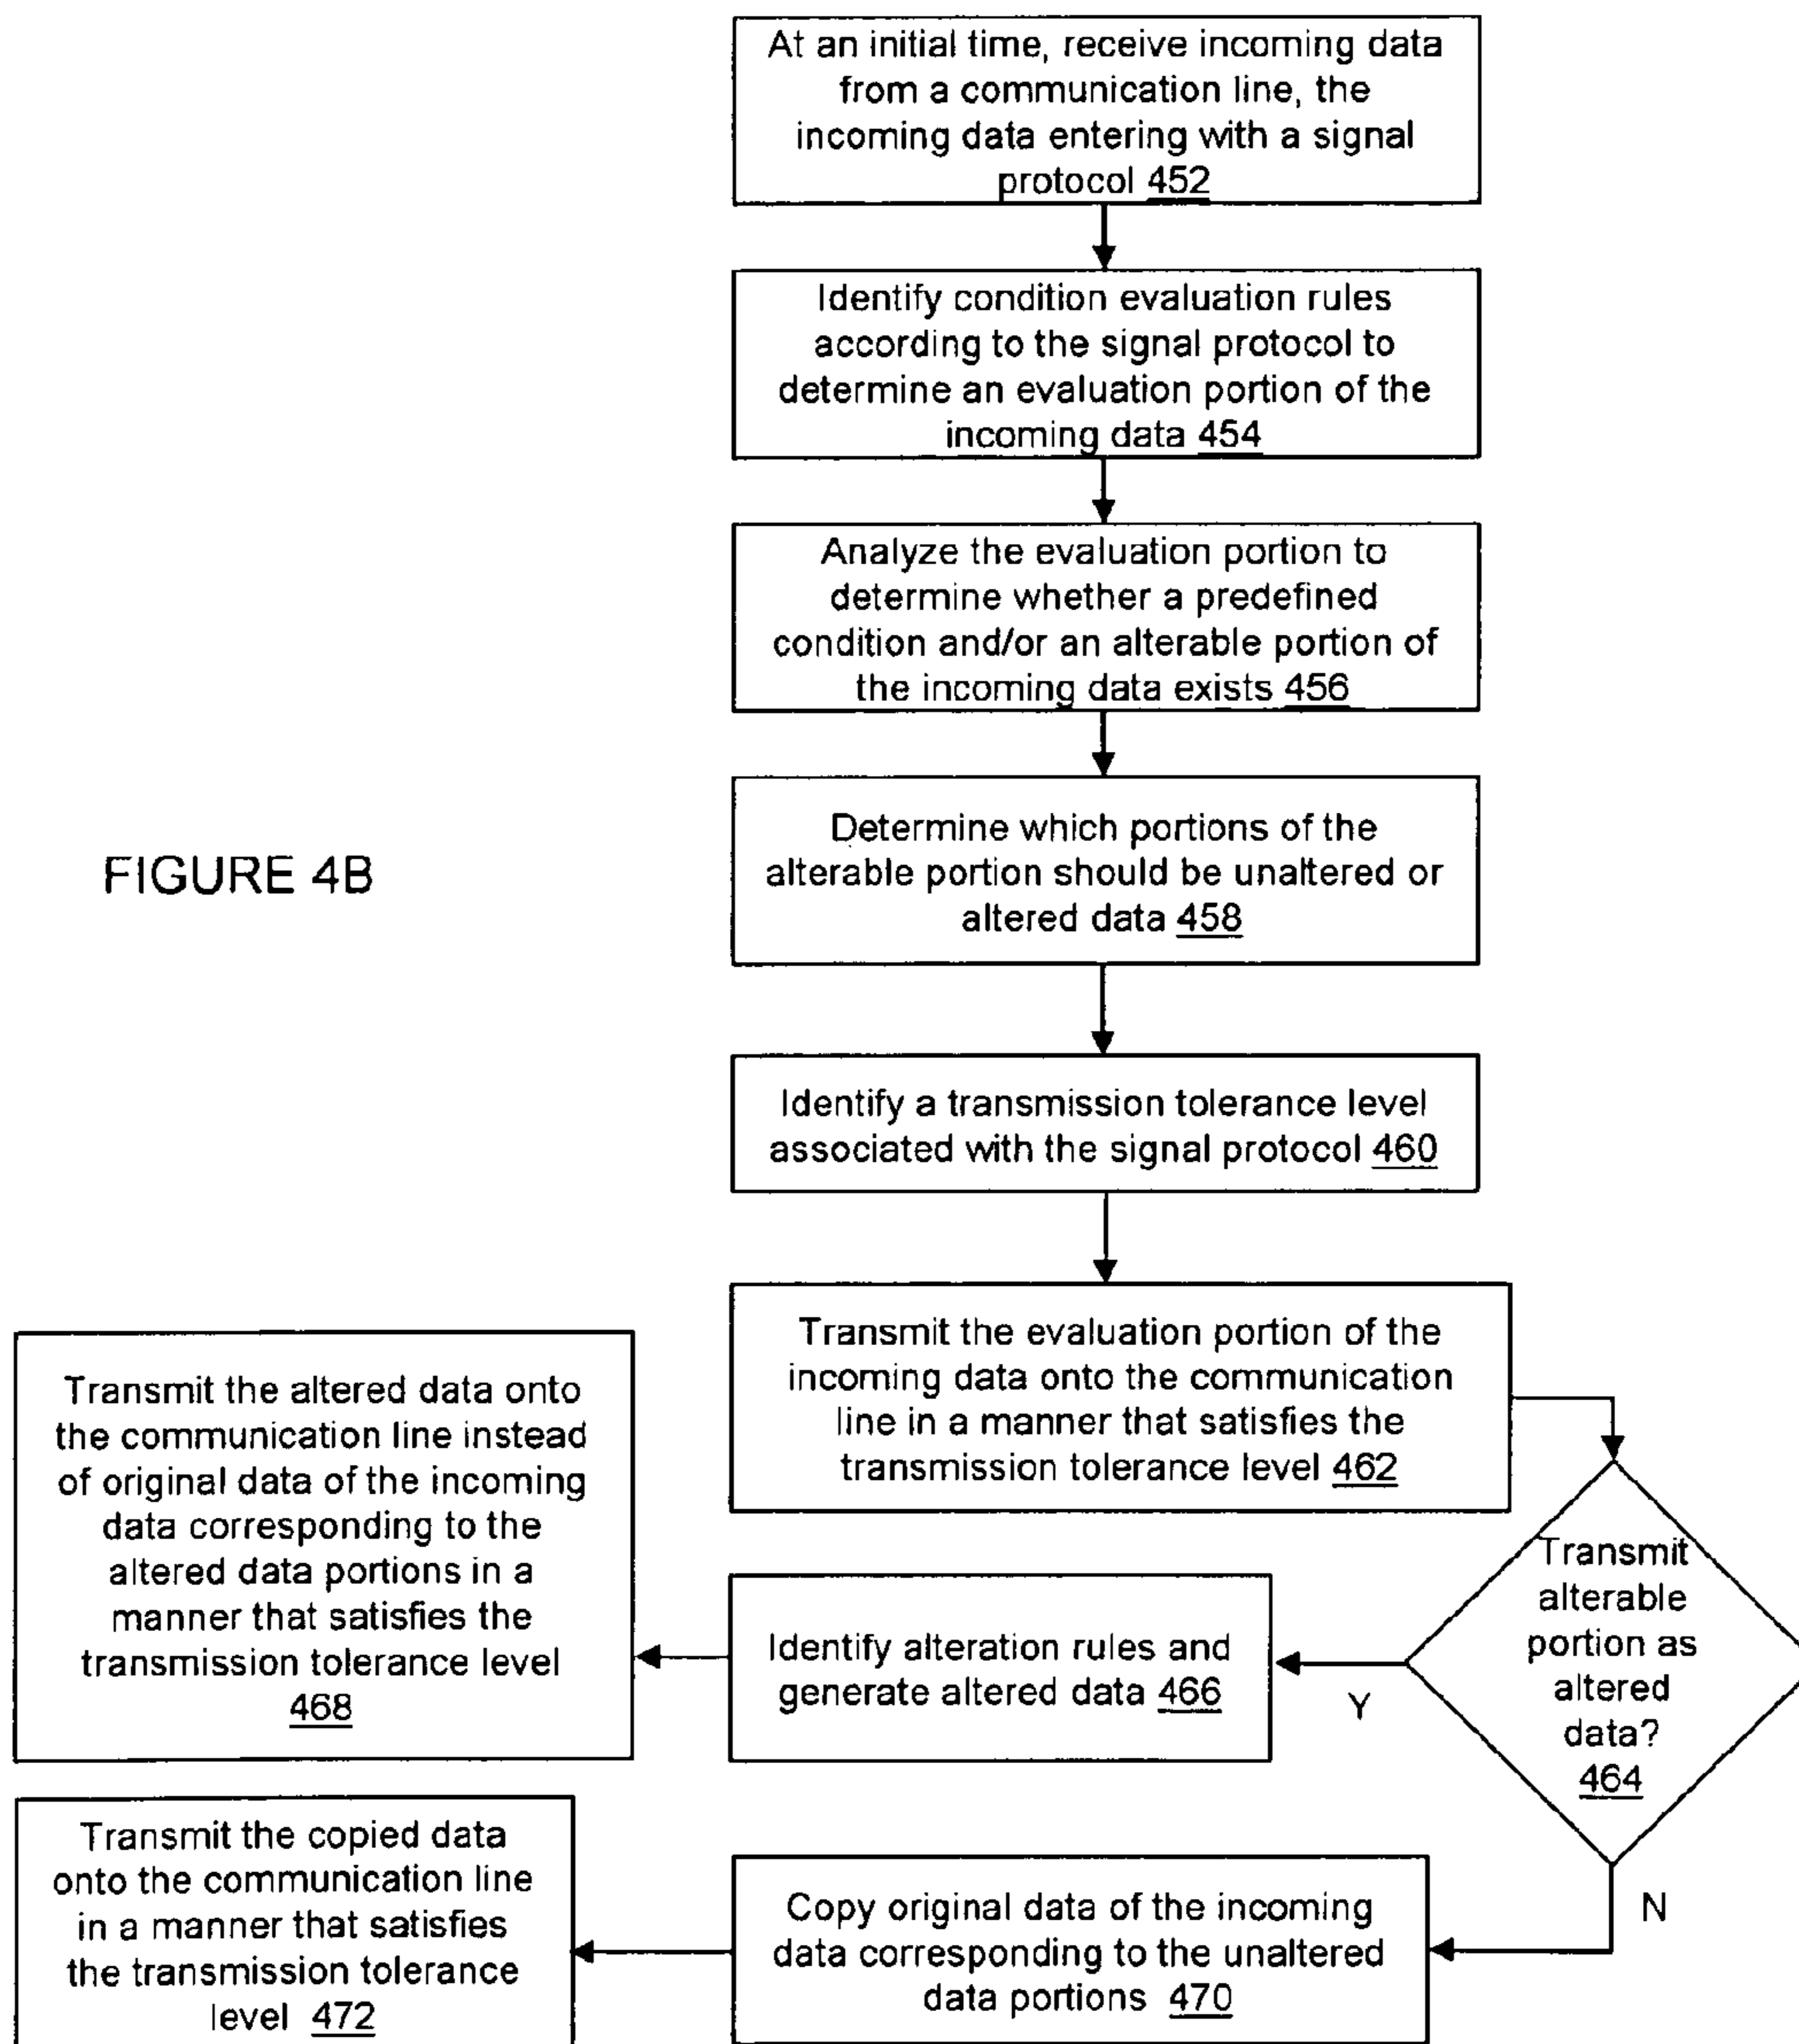 At an initial time, receive incoming data
from a communication line, the
incoming data entering with a signal
protocol 452
Identify condition evaluation rules
according to the signal protocol to
determine an evaluation portion of the
incoming data 454
Analyze the evaluation portion to
determine whether a predefined
condition and/or an alterable portion of
the incoming data exists 456
Determine which portions of the
alterable portion should be unaltered or
altered data 458
FIGURE 4B
Identify a transmission tolerance level
associated with the signal protocol 460
Transmit the evaluation portion of the
incoming data onto the communication
line in a manner that satisfies the
transmission tolerance level 462
Transmit
alterable
portion as
altered
data?
464
Y
Identify alteration rules and
generate altered data 466
Transmit the altered data onto
the communication line instead
of original data of the incoming
data corresponding to the
altered data portions in a
manner that satisfies the
transmission tolerance level
468
N
Copy original data of the incoming
data corresponding to the unaltered
data portions 470
Transmit the copied data
onto the communication line
in a manner that satisfies
the transmission tolerance
level 472